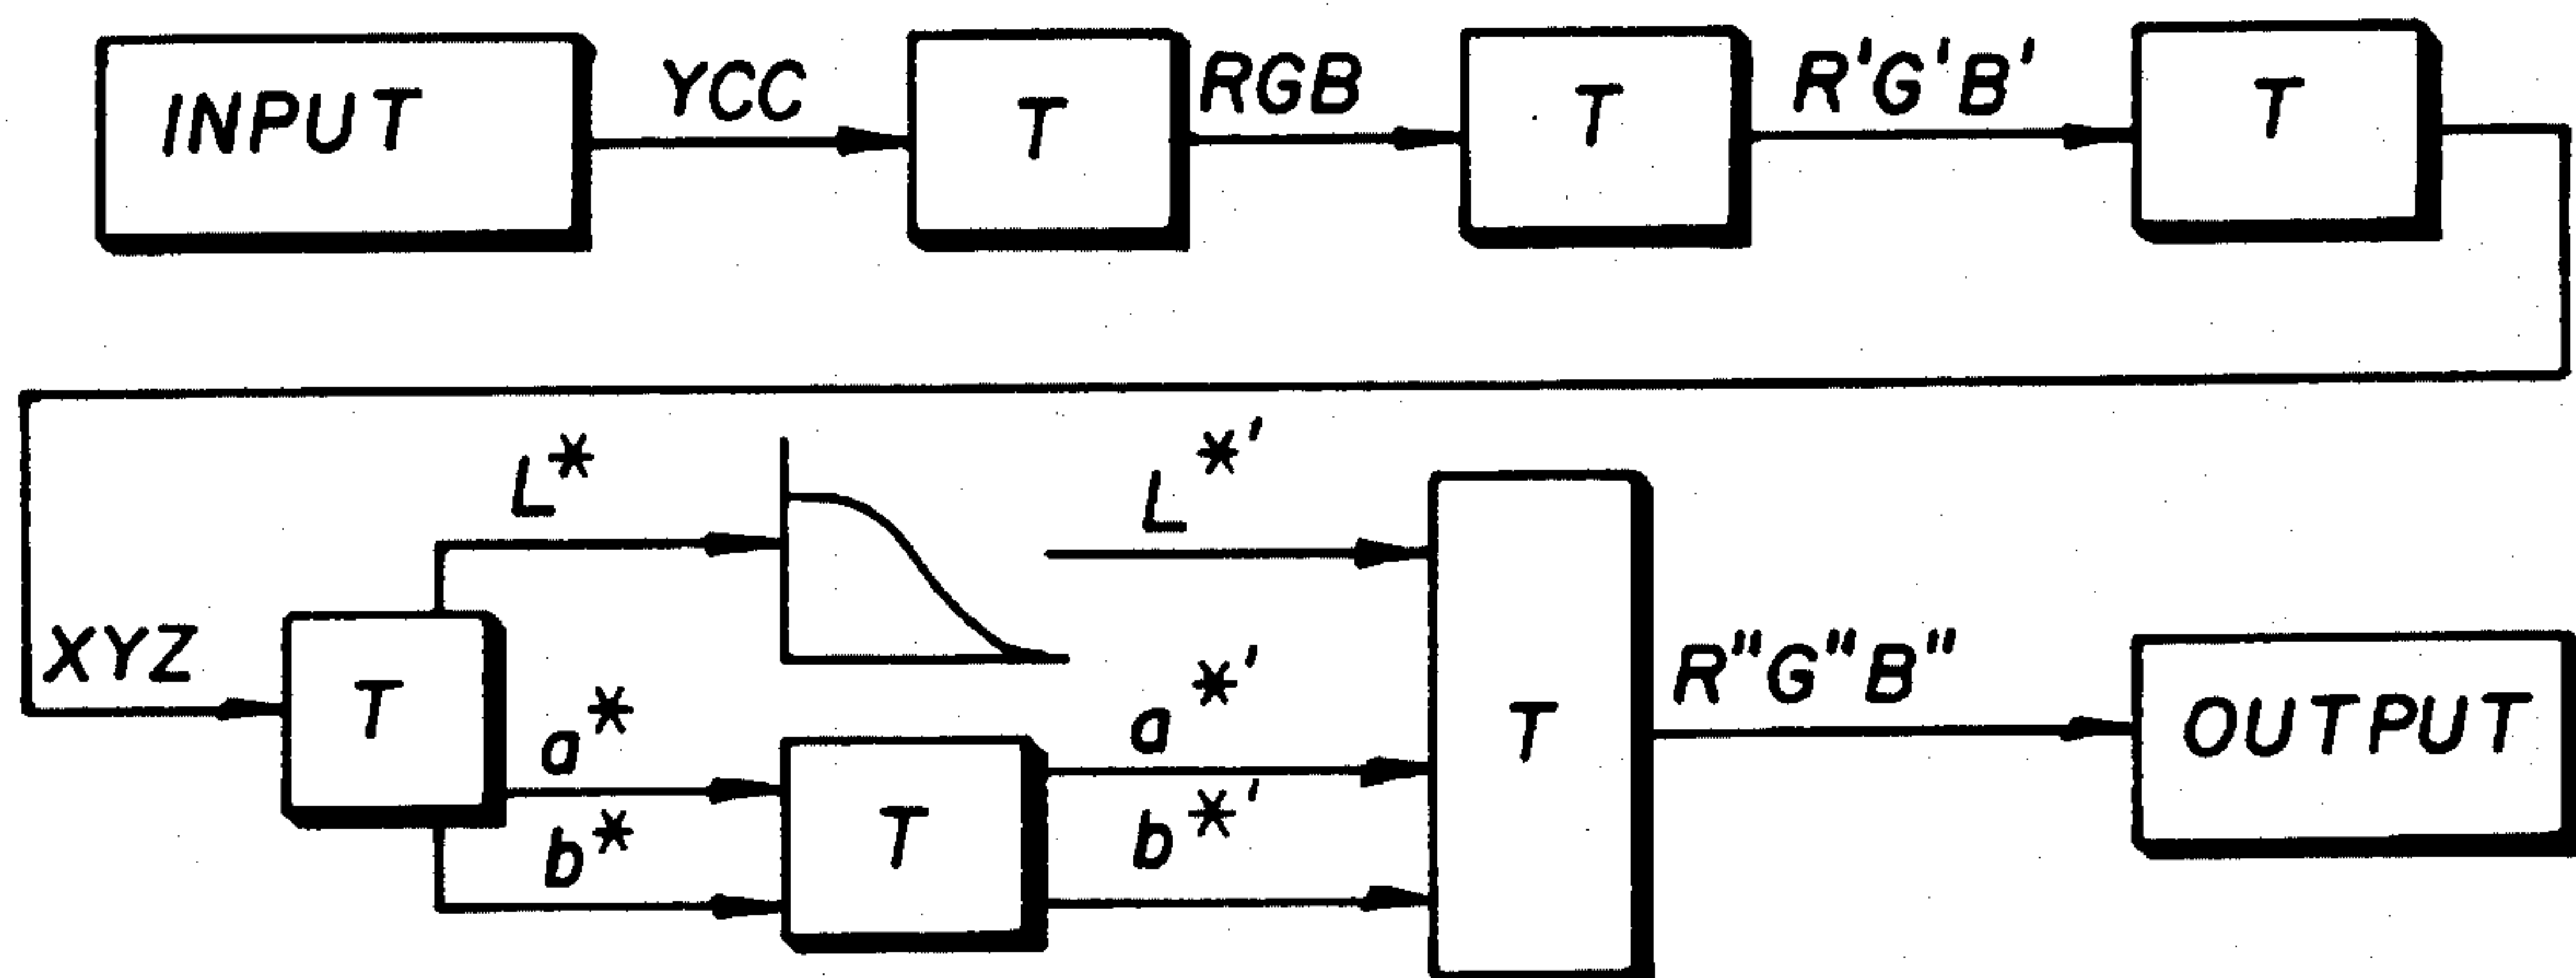 INPUT YCC T RGB T R'G'B' T
L* L*'
XYZ T a* a*' T R"G"B" OUTPUT
b* T b*'